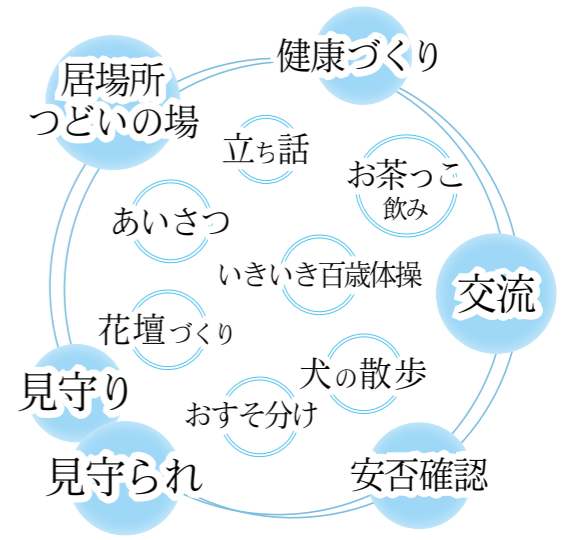 健康づくり
居場所
つどいの場
立ち話
お茶っこ
飲み
あいさつ
いきいき百歳体操
交流
花壇づくり
犬の散歩
見守り
おすそ分け
見守られ
安否確認